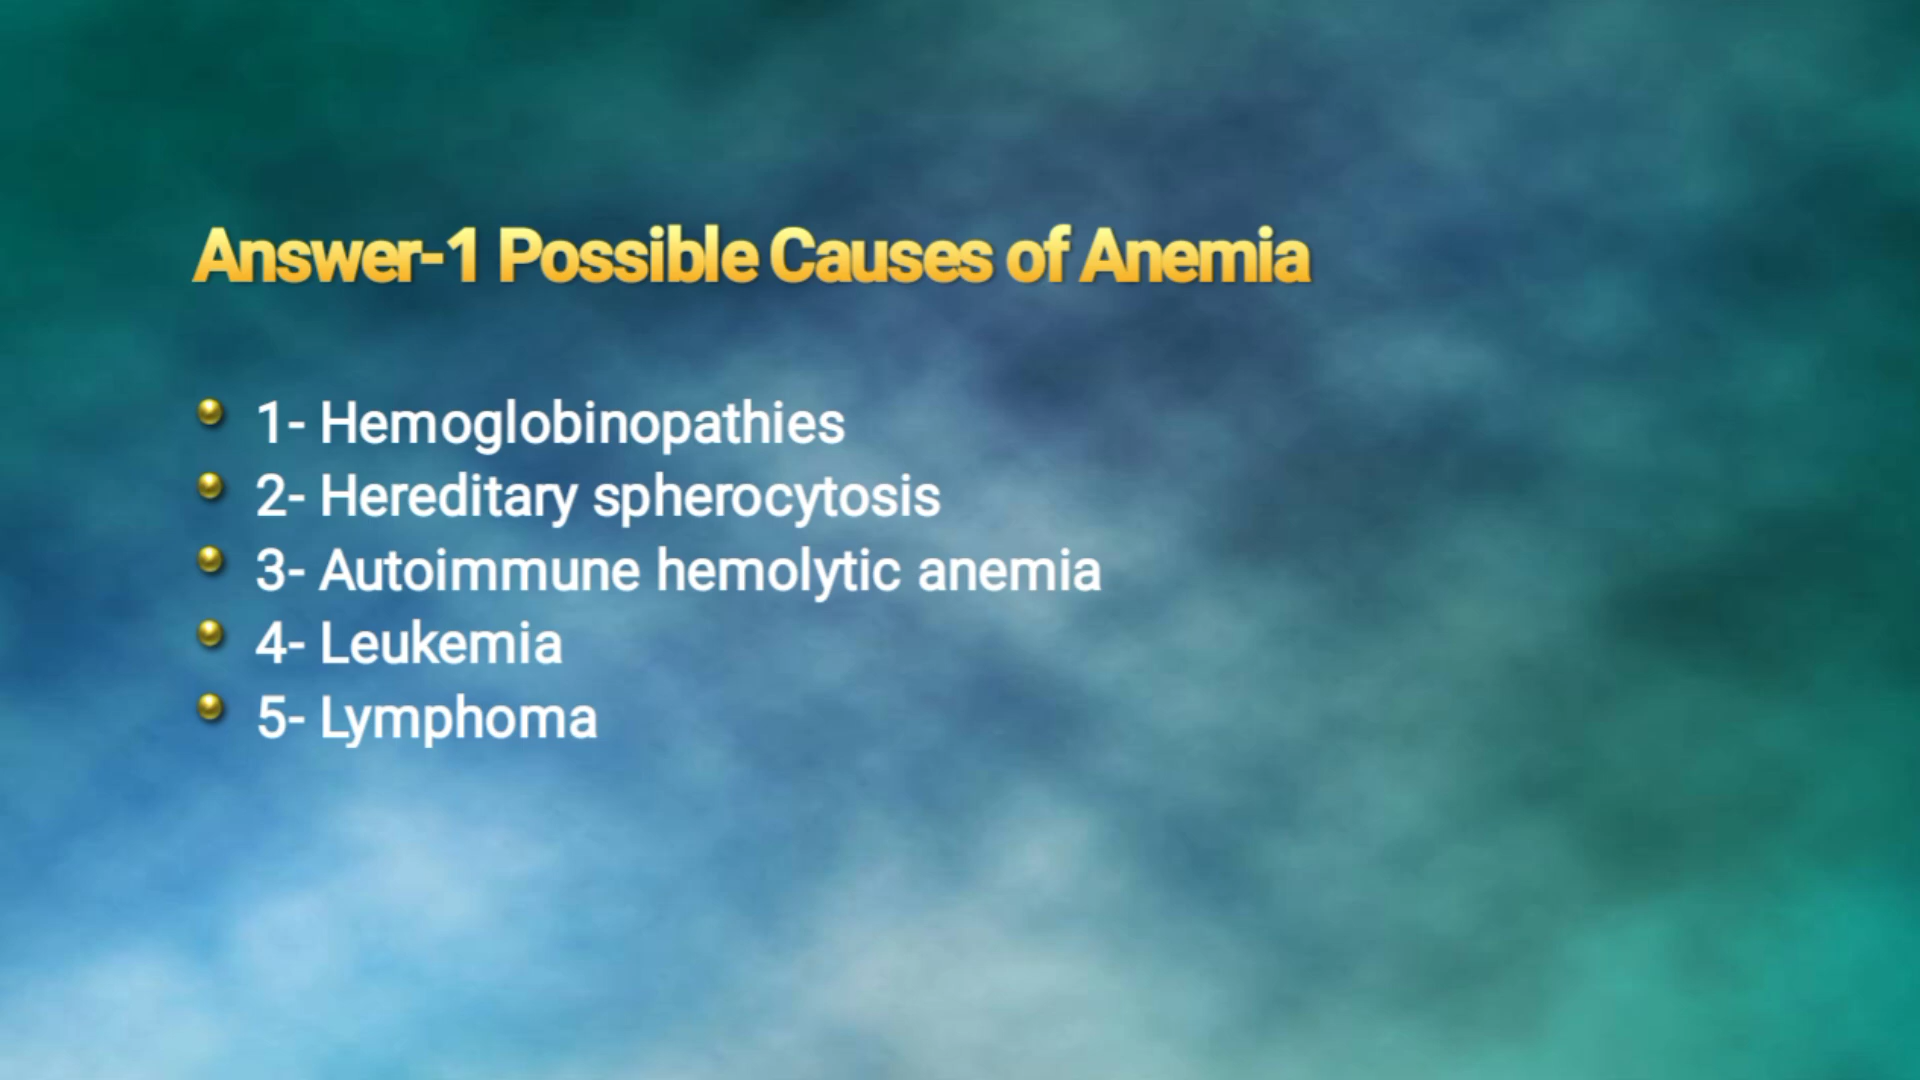 Answer-1 Possible Causes of Anemia
1- Hemoglobinopathies
2- Hereditary spherocytosis
3- Autoimmune hemolytic anemia
4- Leukemia
5- Lymphoma